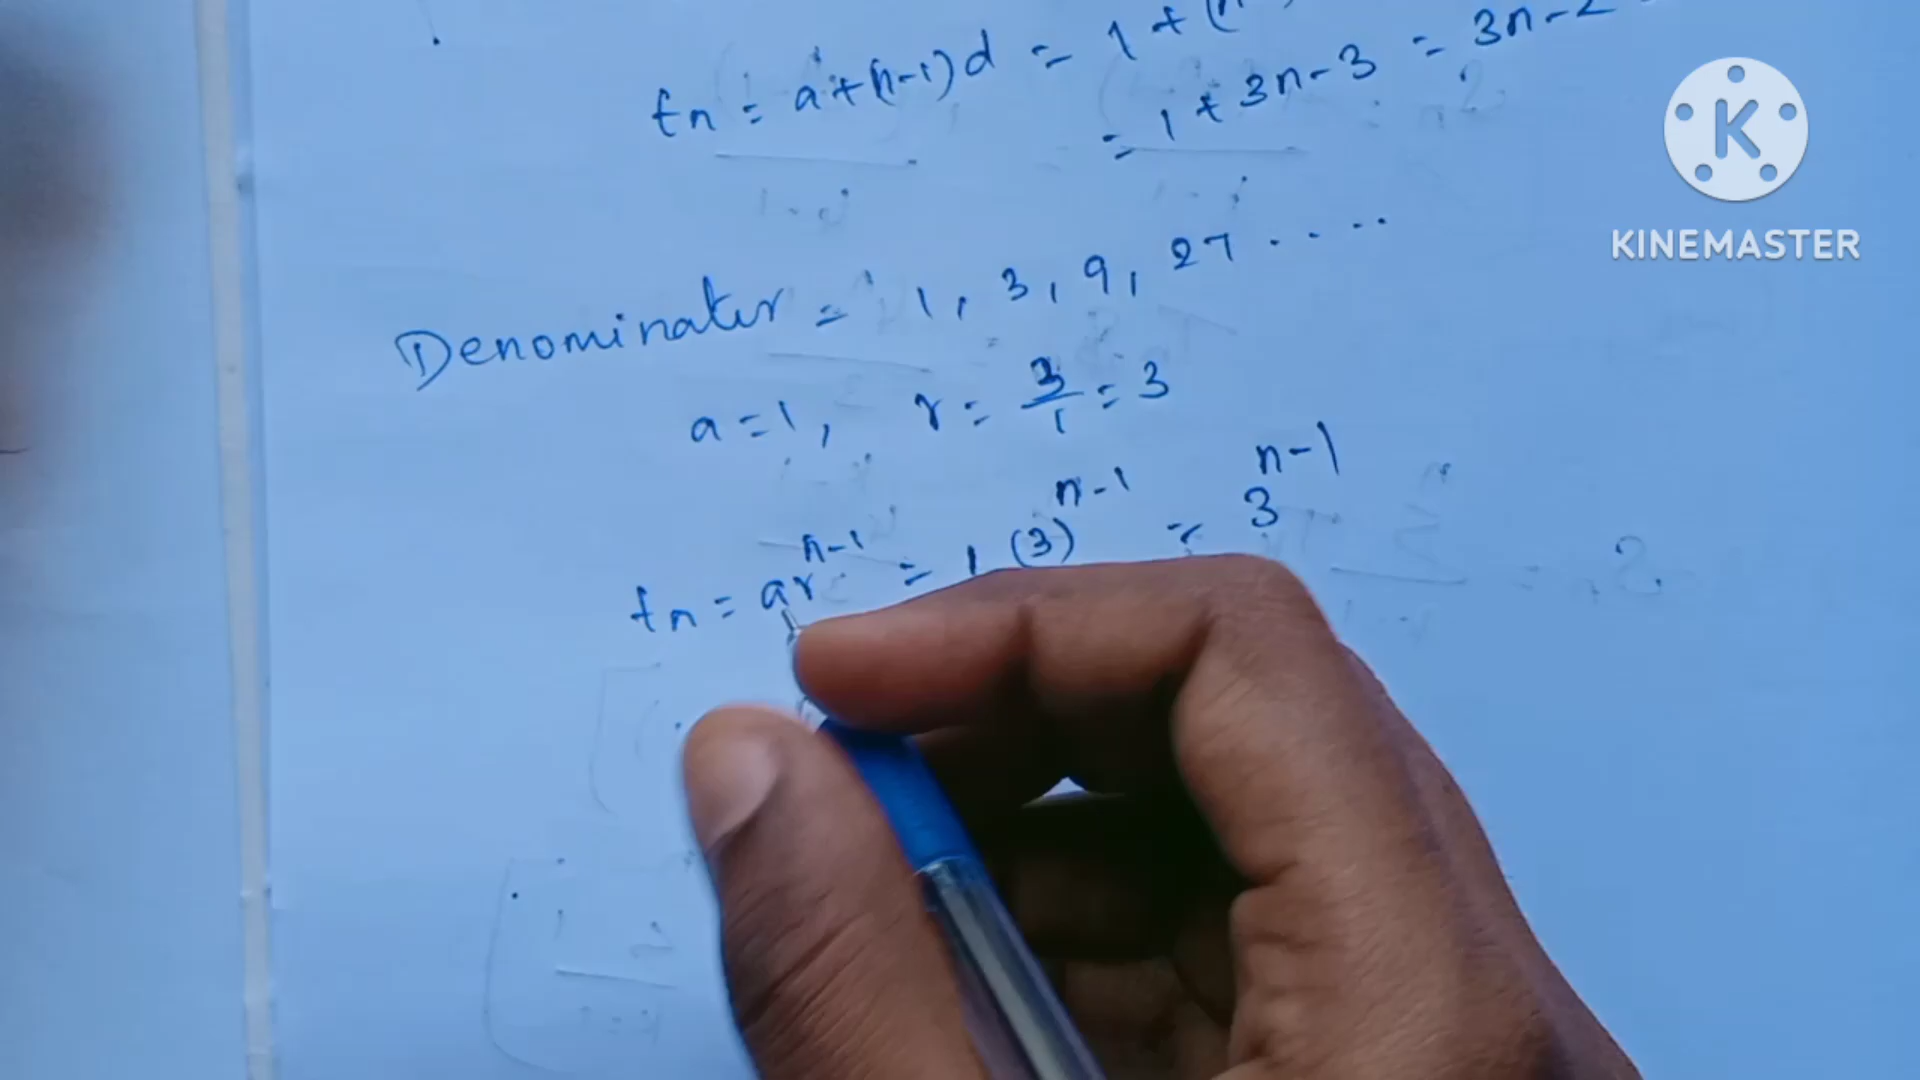 tn = a+(n-1)d = 1+(n
= 1+3n-3 = 3n-2
K
KINEMASTER
Denominator = 1, 3, 9, 27 ....
a=1, r = 3/1 = 3
tn = ar^n-1 = 1(3)^n-1 = 3^n-1